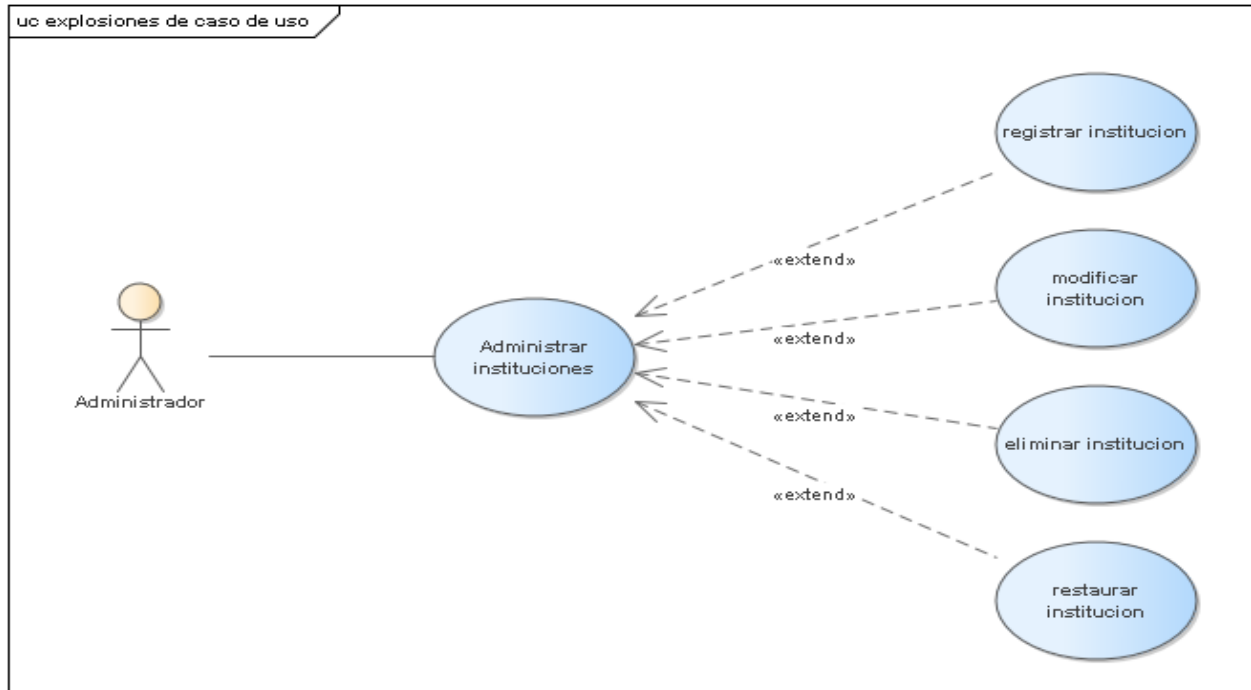 uc explosiones de caso de uso
registrar institucion
«extend»
modificar
institucion
«extend»
Administrar
instituciones
Administrador
«extend»
eliminar institucion
«extend»
restaurar
institucion